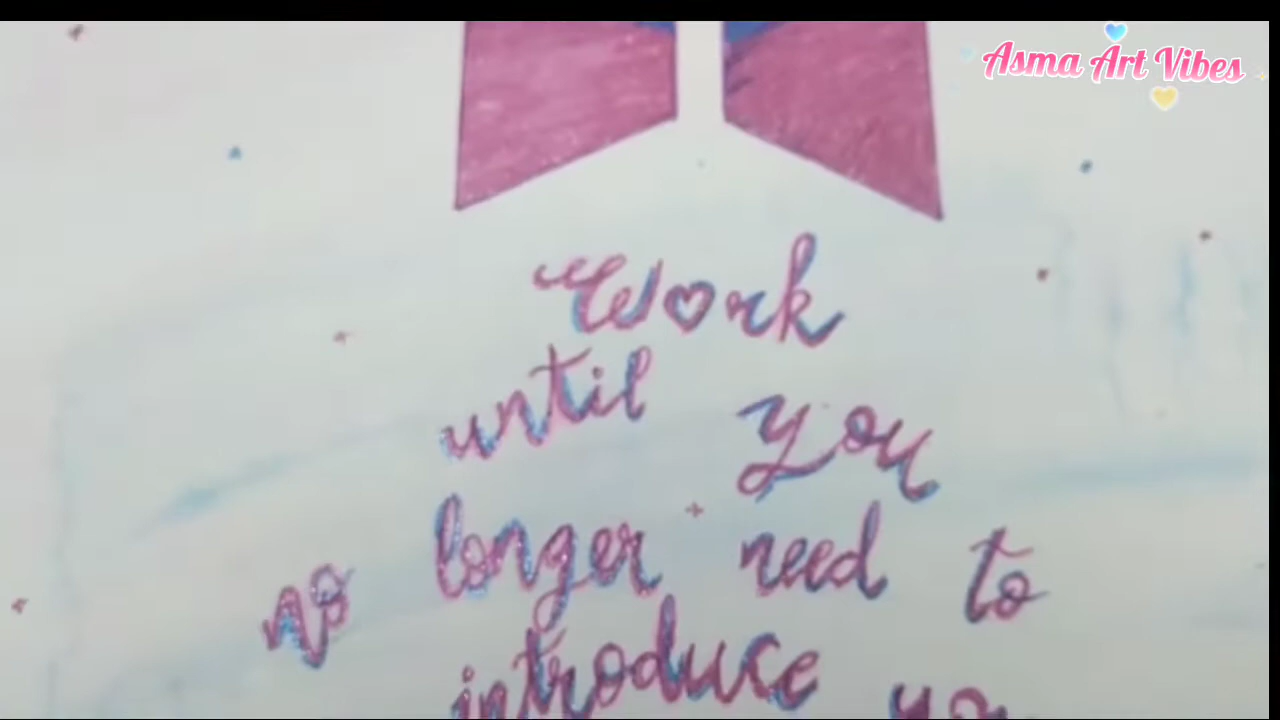 Asma Art Vibes
Work
until you
no longer need to
introduce